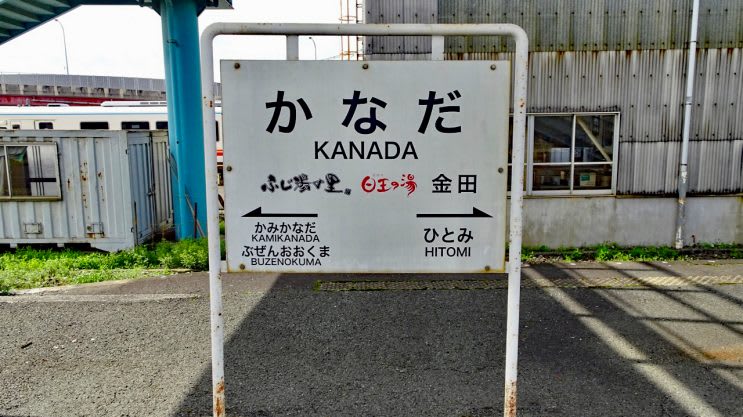 かなだ
KANADA
ふじ湯の里 日王の湯 金田
かみかなだ
KAMIKANADA
ぶぜんおおくま
BUZENOKUMA
ひとみ
HITOMI